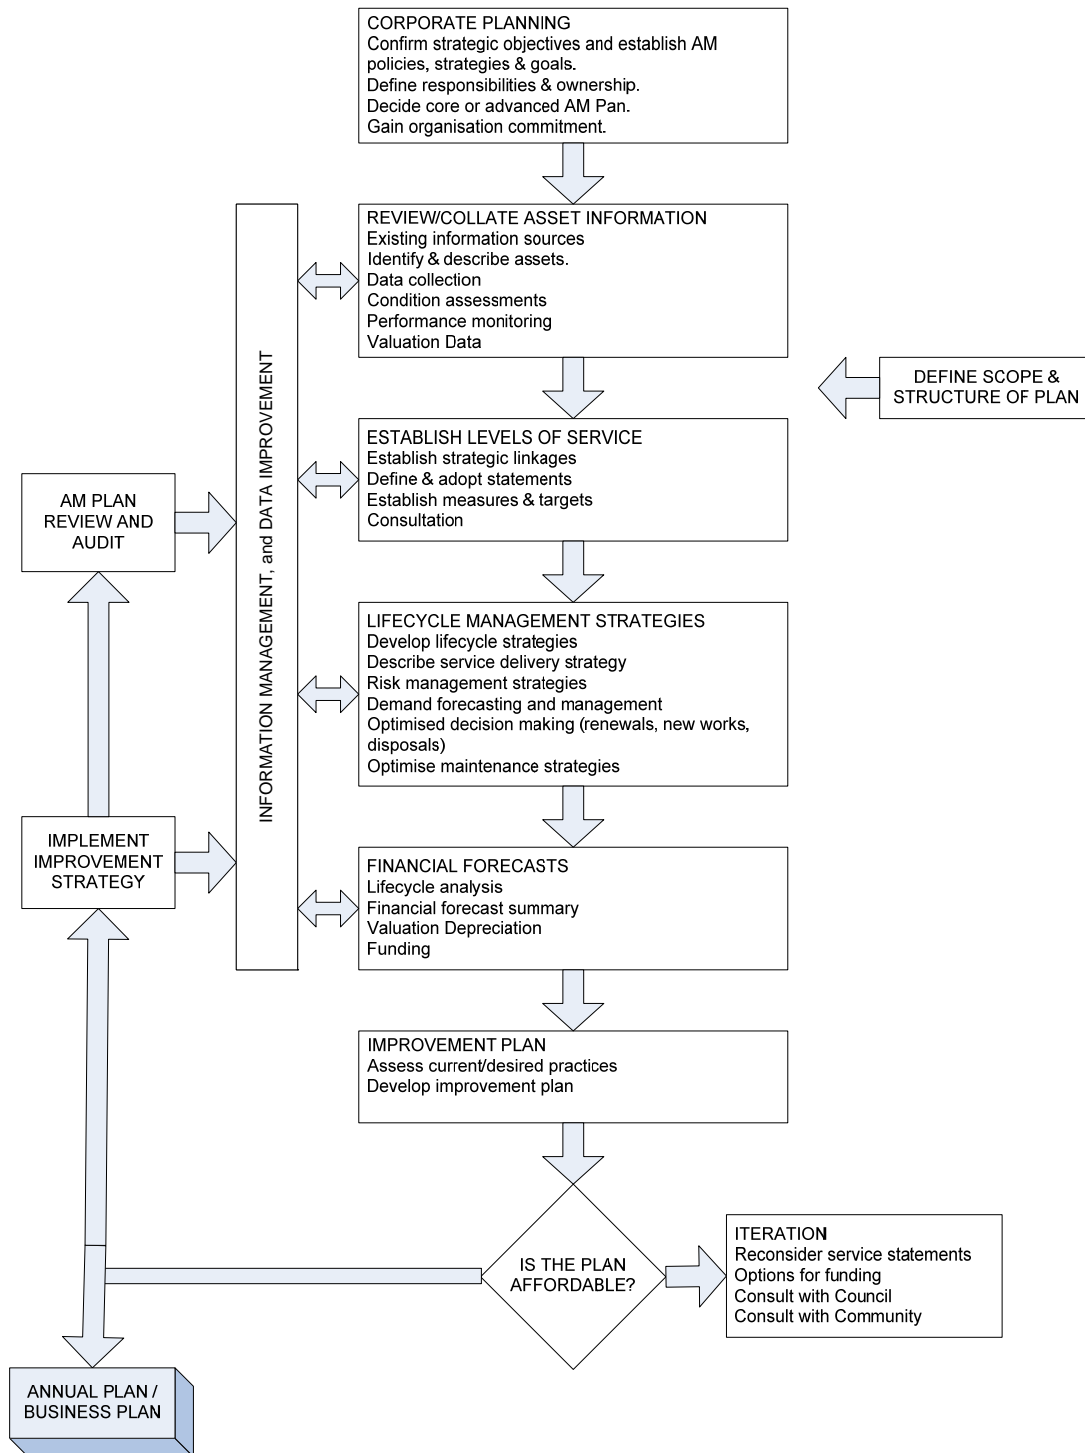 CORPORATE PLANNING
Confirm strategic objectives and establish AM
policies, strategies & goals.
Define responsibilities & ownership.
Decide core or advanced AM Pan.
Gain organisation commitment.
REVIEW/COLLATE ASSET INFORMATION
Existing information sources
Identify & describe assets.
Data collection
Condition assessments
Performance monitoring
Valuation Data
DEFINE SCOPE &
STRUCTURE OF PLAN
INFORMATION MANAGEMENT, and DATA IMPROVEMENT
ESTABLISH LEVELS OF SERVICE
Establish strategic linkages
Define & adopt statements
Establish measures & targets
Consultation
AM PLAN
REVIEW AND
AUDIT
LIFECYCLE MANAGEMENT STRATEGIES
Develop lifecycle strategies
Describe service delivery strategy
Risk management strategies
Demand forecasting and management
Optimised decision making (renewals, new works,
disposals)
Optimise maintenance strategies
IMPLEMENT
IMPROVEMENT
STRATEGY
FINANCIAL FORECASTS
Lifecycle analysis
Financial forecast summary
Valuation Depreciation
Funding
IMPROVEMENT PLAN
Assess current/desired practices
Develop improvement plan
IS THE PLAN
AFFORDABLE?
ITERATION
Reconsider service statements
Options for funding
Consult with Council
Consult with Community
ANNUAL PLAN /
BUSINESS PLAN